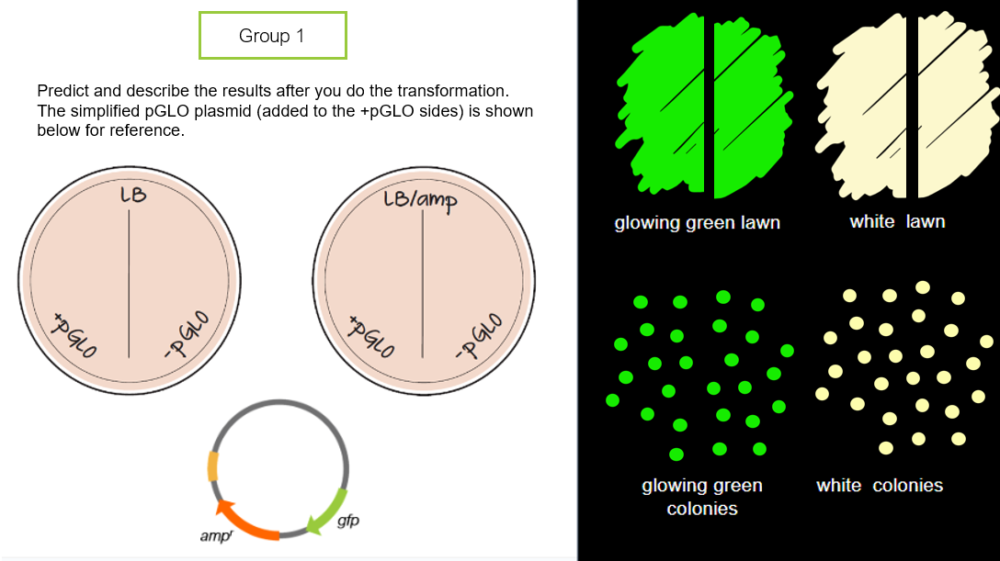 Group 1
Predict and describe the results after you do the transformation.
The simplified pGLO plasmid (added to the +pGLO sides) is shown
below for reference.
LB
+pGLO
-pGLO
LB/amp
+pGLO
-pGLO
ampʳ
gfp
glowing green lawn
white lawn
glowing green
colonies
white colonies